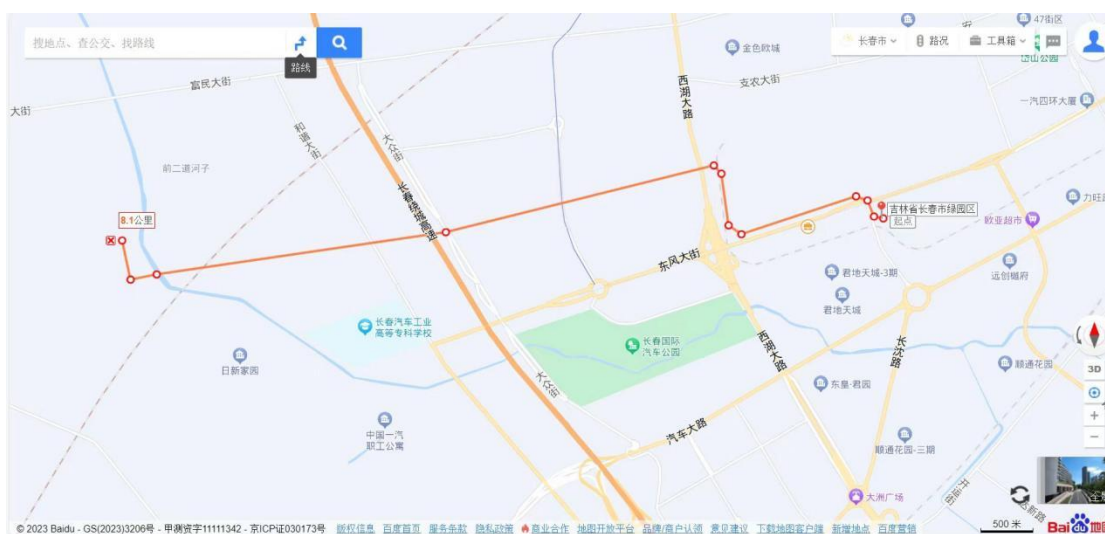 搜地点、查公交、找路线
路线
长春市
路况
工具箱
47街区
岱山公园
金色欧城
支农大街
一汽四环大厦
富民大街
大街
西湖大路
和谐大街
大众街
前二道河子
长春绕城高速
8.1公里
吉林省长春市绿园区
起点
力旺
欧亚超市
东风大街
君地天城-3期
远创樾府
君地天城
长春汽车工业
高等专科学校
长春国际
汽车公园
西湖大路
长沈路
日新家园
大众街
东皇·君园
顺通花园
3D
中国一汽
职工公寓
汽车大路
顺通花园-三期
大洲广场
500 米
Bai du 地图
© 2023 Baidu - GS(2023)3206号 - 甲测资字11111342 - 京ICP证030173号 版权信息 百度首页 服务条款 隐私政策 商业合作 地图开放平台 品牌/商户认领 意见建议 下载地图客户端 新增地点 百度营销